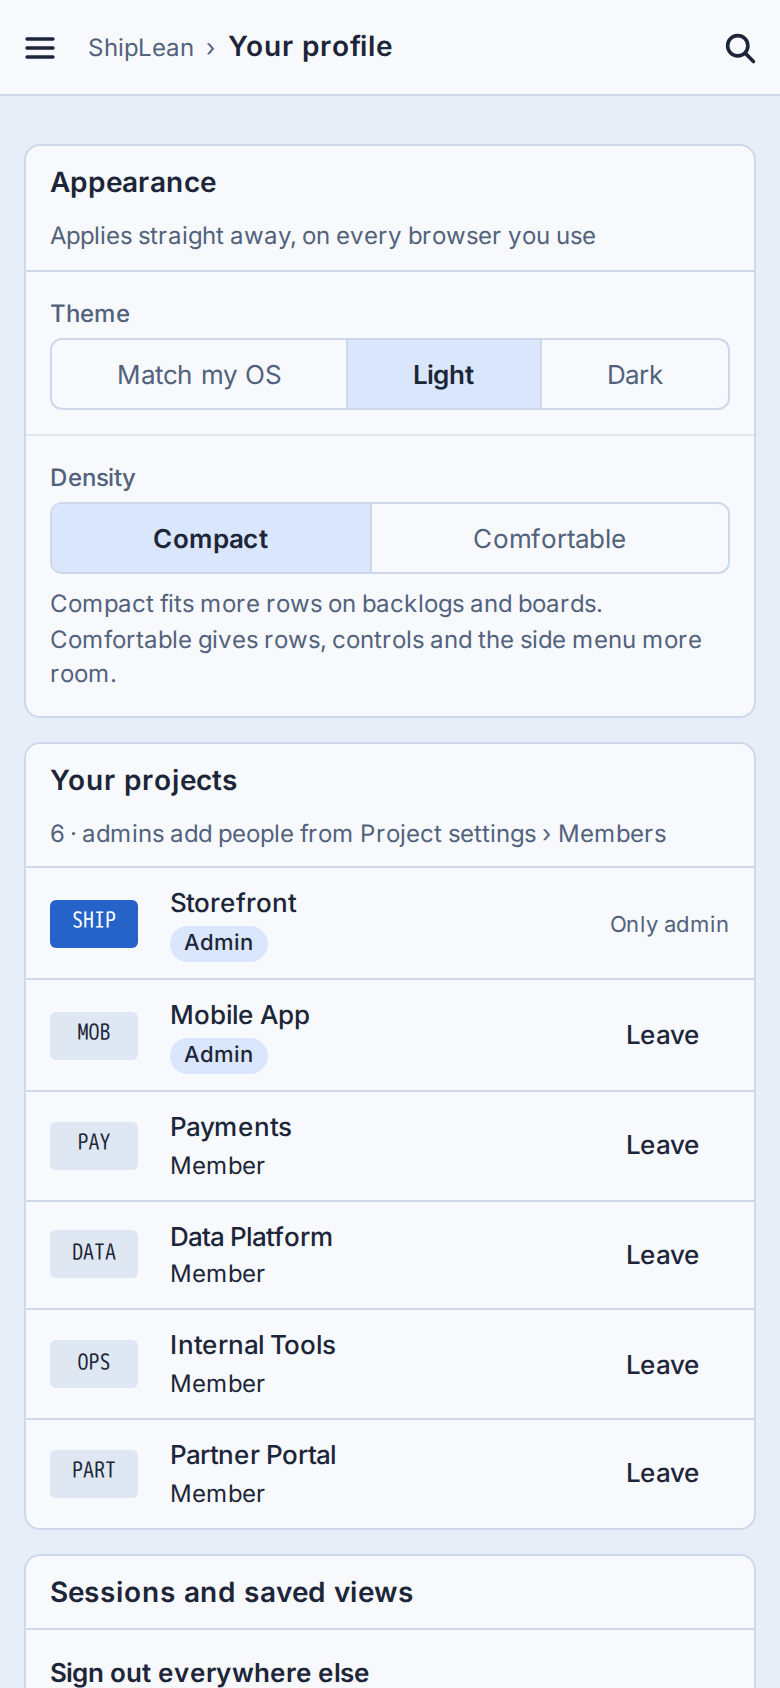 ShipLean › Your profile
Appearance
Applies straight away, on every browser you use
Theme
Match my OS Light Dark
Density
Compact Comfortable
Compact fits more rows on backlogs and boards.
Comfortable gives rows, controls and the side menu more
room.
Your projects
6 · admins add people from Project settings › Members
SHIP Storefront Only admin
Admin
MOB Mobile App Leave
Admin
PAY Payments Leave
Member
DATA Data Platform Leave
Member
OPS Internal Tools Leave
Member
PART Partner Portal Leave
Member
Sessions and saved views
Sign out everywhere else